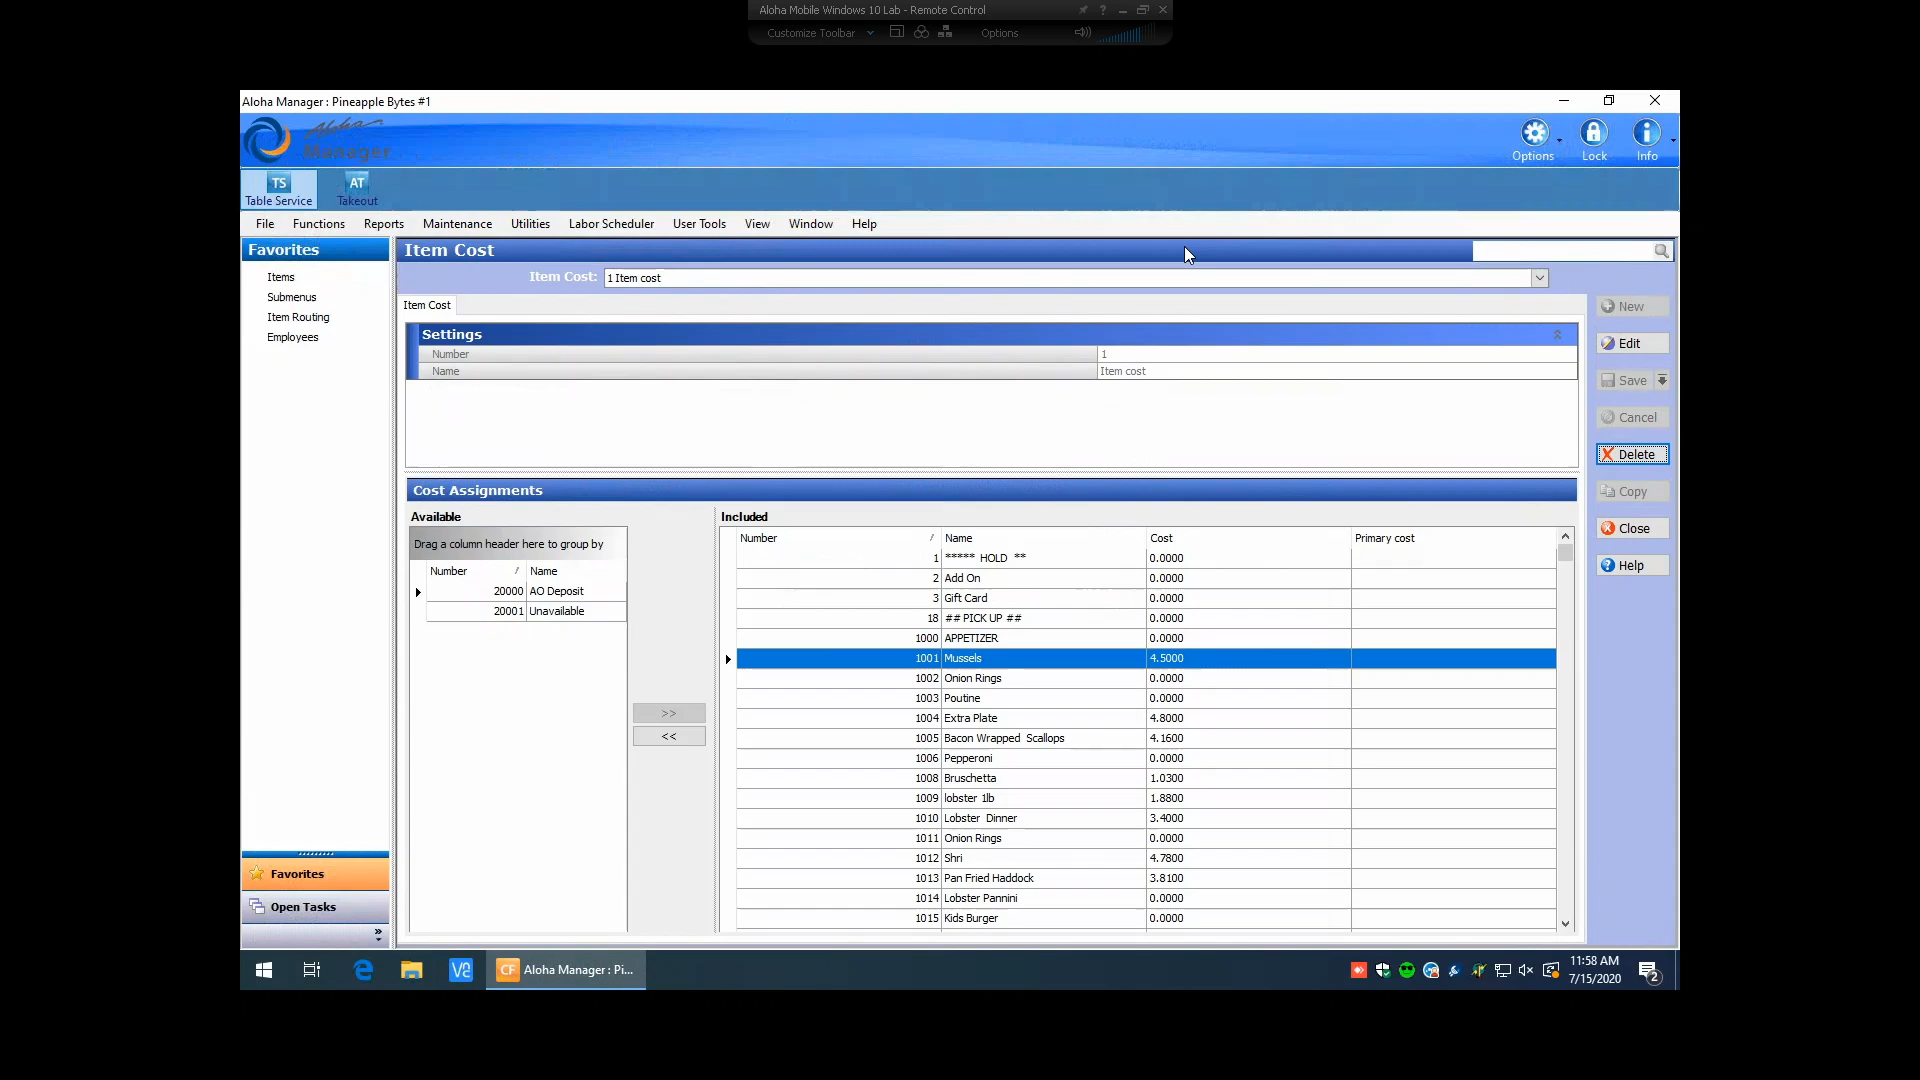 Aloha Mobile Windows 10 Lab - Remote Control
Customize Toolbar
Options
Aloha Manager : Pineapple Bytes #1
Aloha
Manager
Options
Lock
Info
TS
Table Service
AT
Takeout
File Functions Reports Maintenance Utilities Labor Scheduler User Tools View Window Help
Favorites
Items
Submenus
Item Routing
Employees
Favorites
Open Tasks
Item Cost
Item Cost: 1 Item cost
Item Cost
Settings
Number 1
Name Item cost
Cost Assignments
Available
Drag a column header here to group by
Number / Name
20000 AO Deposit
20001 Unavailable
>>
<<
Included
Number / Name Cost Primary cost
1 ***** HOLD ** 0.0000
2 Add On 0.0000
3 Gift Card 0.0000
18 ## PICK UP ## 0.0000
1000 APPETIZER 0.0000
1001 Mussels 4.5000
1002 Onion Rings 0.0000
1003 Poutine 0.0000
1004 Extra Plate 4.8000
1005 Bacon Wrapped Scallops 4.1600
1006 Pepperoni 0.0000
1008 Bruschetta 1.0300
1009 lobster 1lb 1.8800
1010 Lobster Dinner 3.4000
1011 Onion Rings 0.0000
1012 Shri 4.7800
1013 Pan Fried Haddock 3.8100
1014 Lobster Pannini 0.0000
1015 Kids Burger 0.0000
New
Edit
Save
Cancel
Delete
Copy
Close
Help
CF Aloha Manager : Pi...
11:58 AM
7/15/2020
2